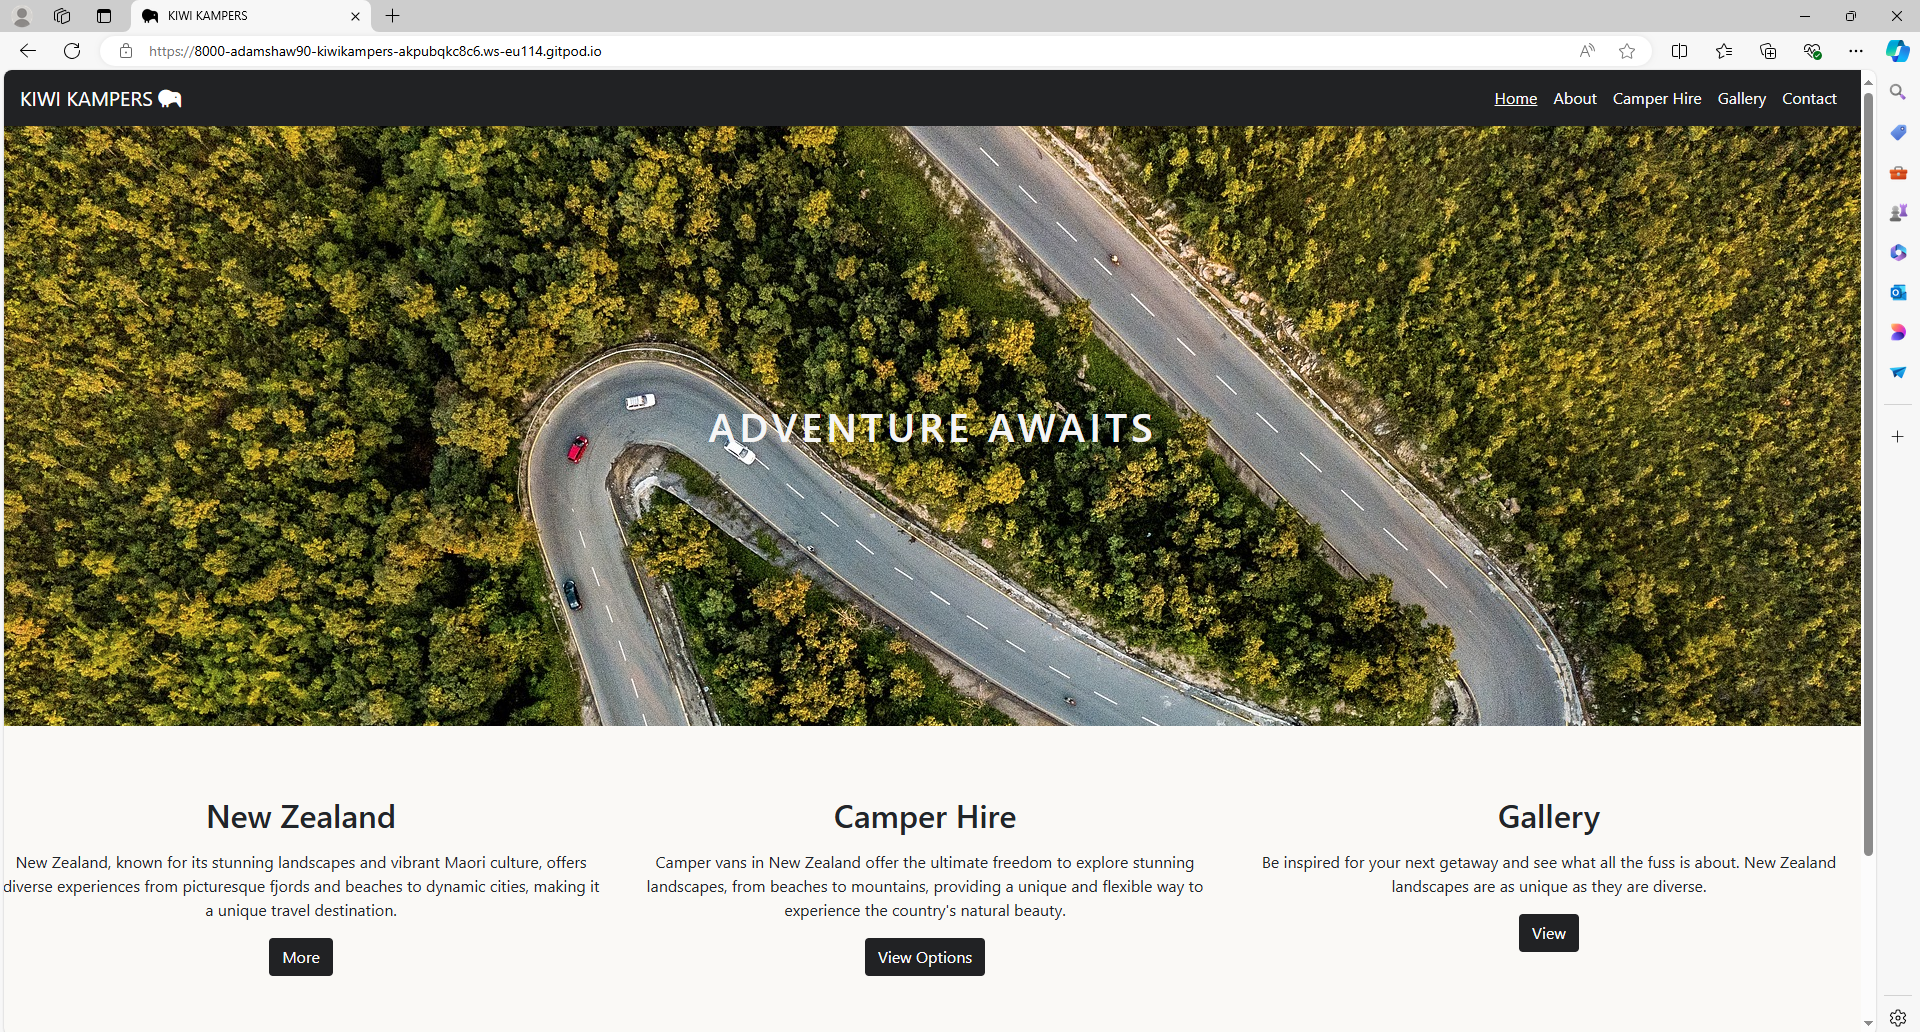 KIWI KAMPERS
https://8000-adamshaw90-kiwikampers-akpubqkc8c6.ws-eu114.gitpod.io
KIWI KAMPERS
Home About Camper Hire Gallery Contact
ADVENTURE AWAITS
New Zealand
New Zealand, known for its stunning landscapes and vibrant Maori culture, offers
diverse experiences from picturesque fjords and beaches to dynamic cities, making it
a unique travel destination.
More
Camper Hire
Camper vans in New Zealand offer the ultimate freedom to explore stunning
landscapes, from beaches to mountains, providing a unique and flexible way to
experience the country's natural beauty.
View Options
Gallery
Be inspired for your next getaway and see what all the fuss is about. New Zealand
landscapes are as unique as they are diverse.
View